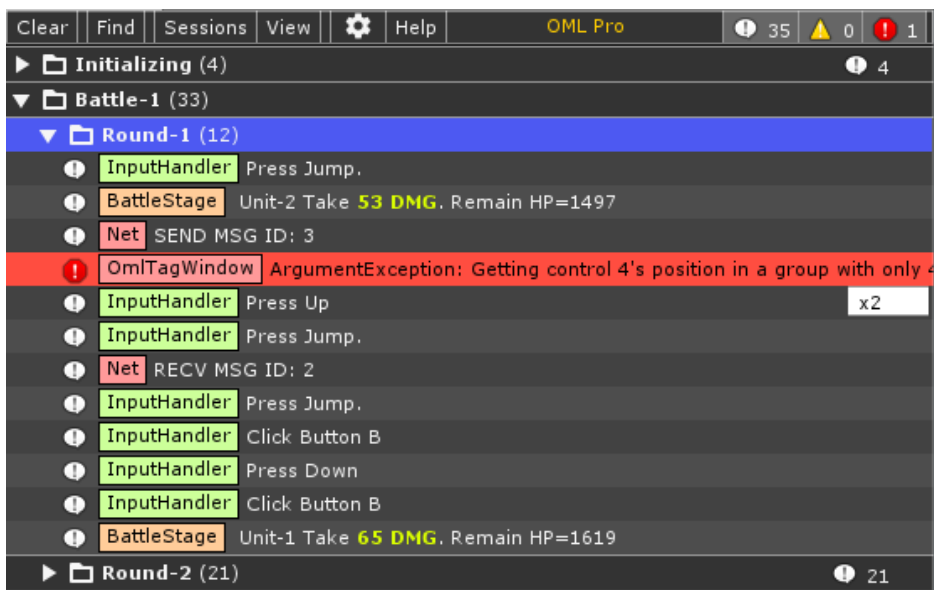 Clear Find Sessions View Help OML Pro 35 0 1
Initializing (4) 4
Battle-1 (33)
Round-1 (12)
InputHandler Press Jump.
BattleStage Unit-2 Take 53 DMG. Remain HP=1497
Net SEND MSG ID: 3
OmlTagWindow ArgumentException: Getting control 4's position in a group with only 4
InputHandler Press Up x2
InputHandler Press Jump.
Net RECV MSG ID: 2
InputHandler Press Jump.
InputHandler Click Button B
InputHandler Press Down
InputHandler Click Button B
BattleStage Unit-1 Take 65 DMG. Remain HP=1619
Round-2 (21) 21